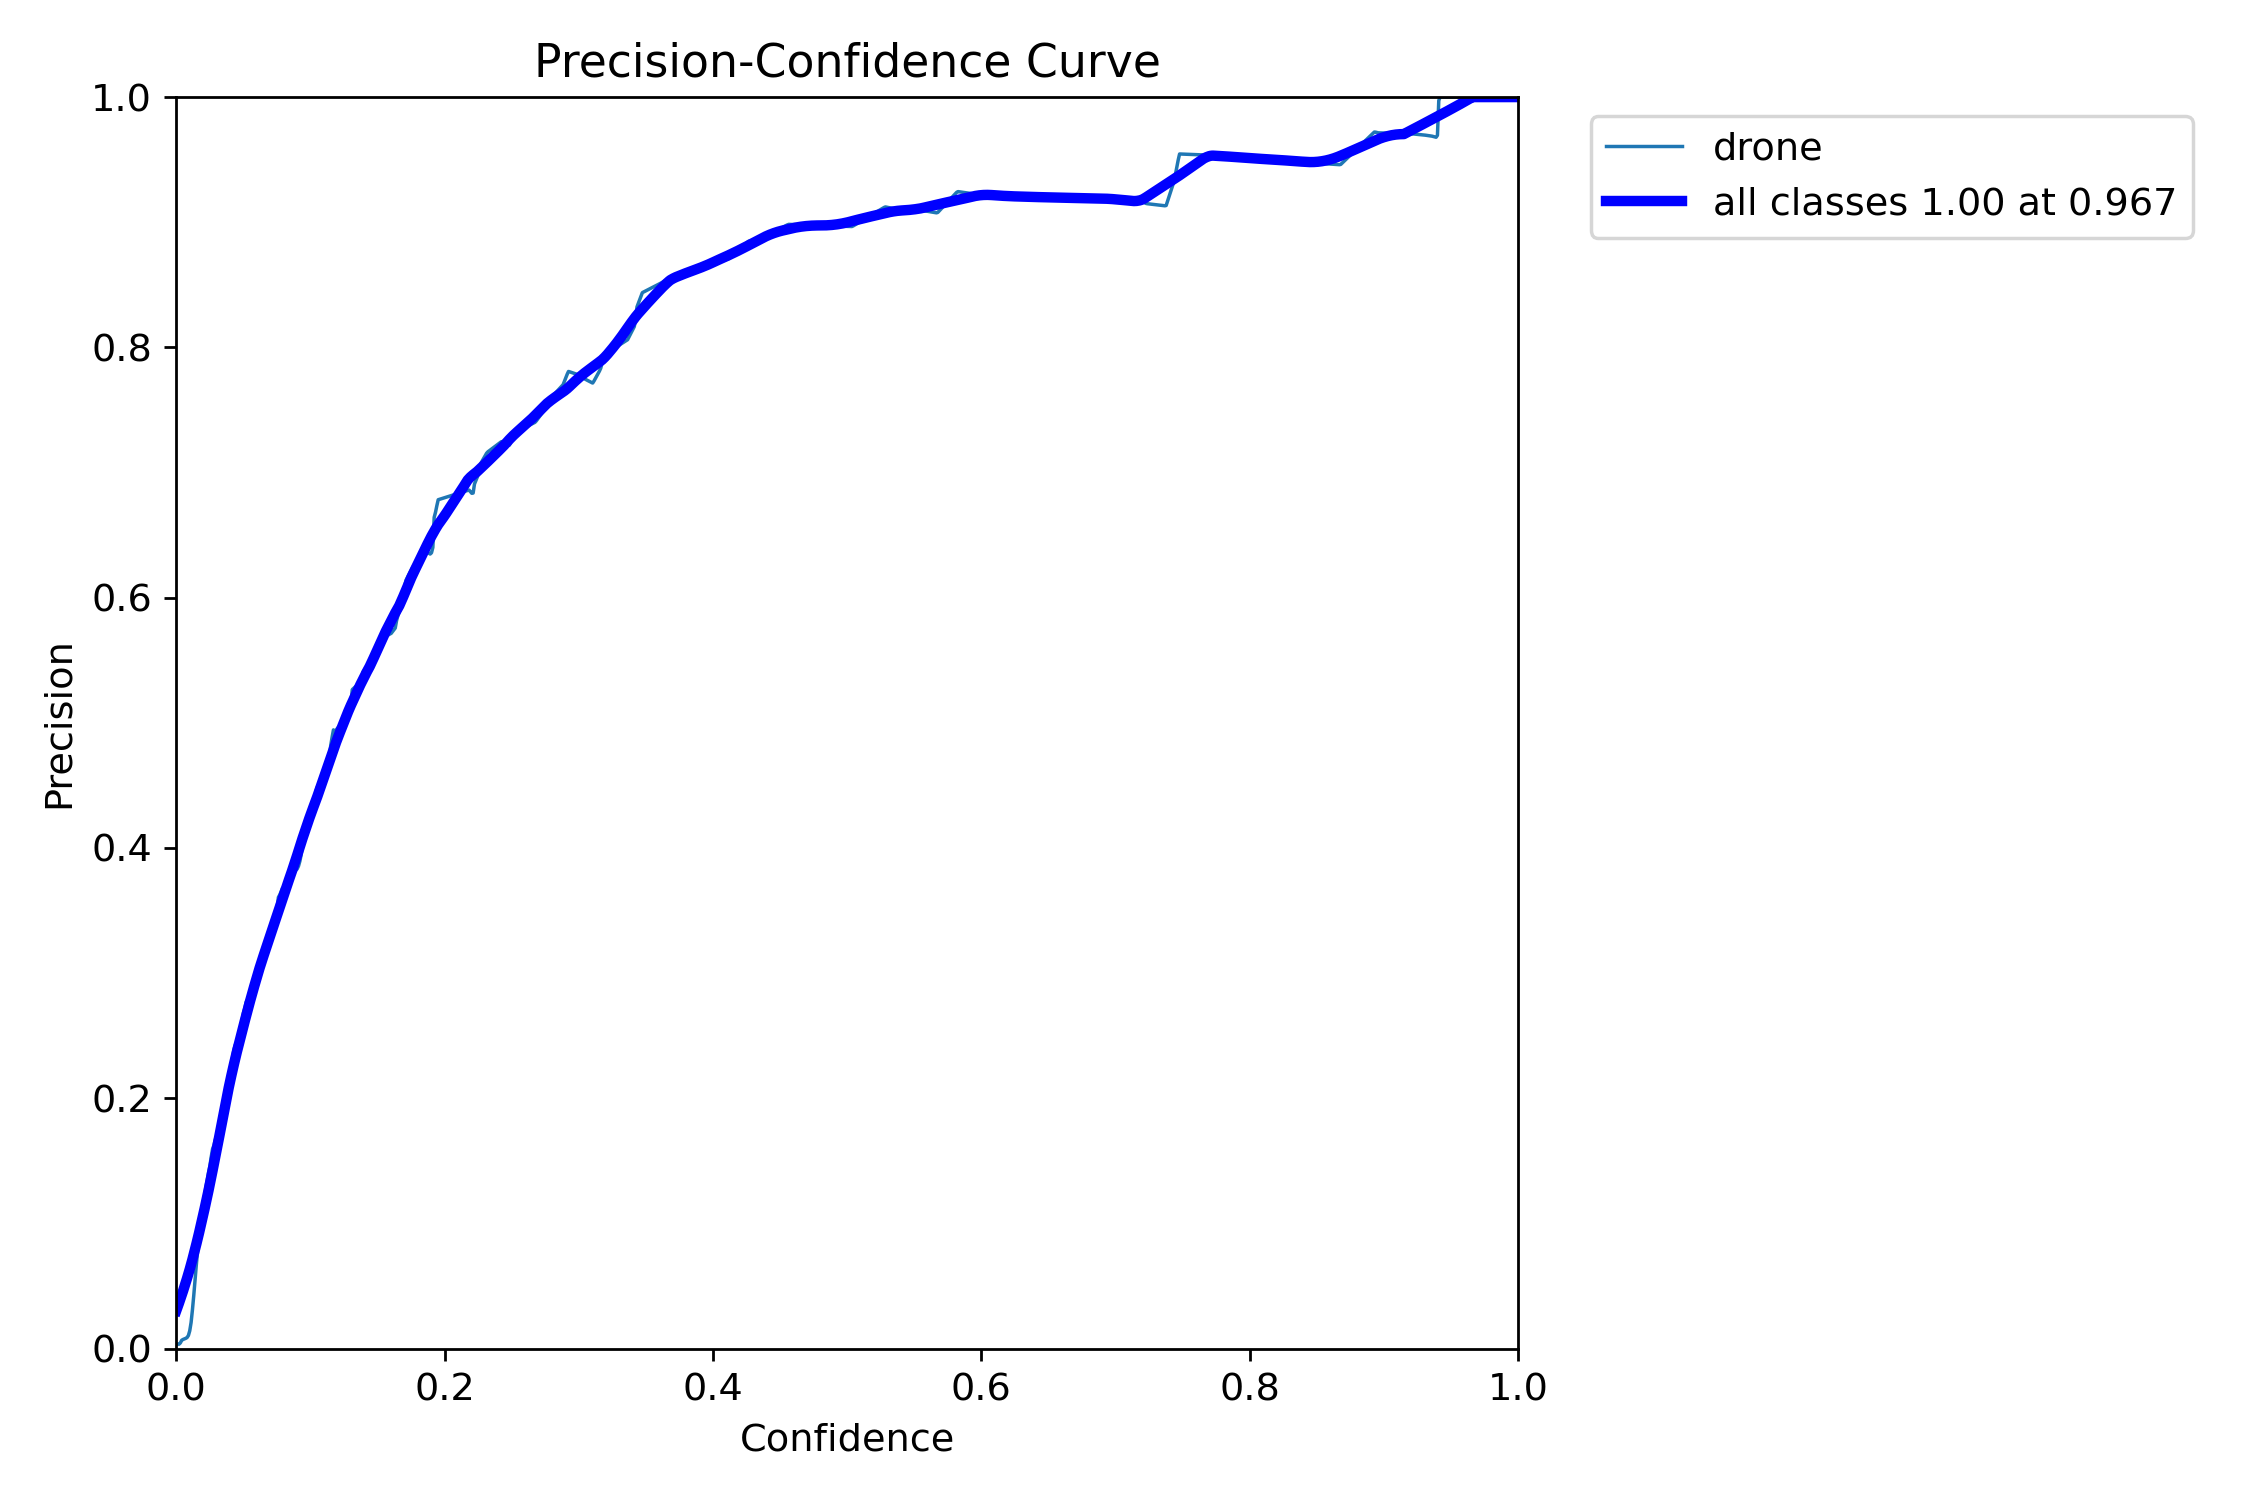 Precision-Confidence Curve
1.0
0.8
0.6
0.4
0.2
0.0
Precision
0.0 0.2 0.4 0.6 0.8 1.0
Confidence
drone
all classes 1.00 at 0.967